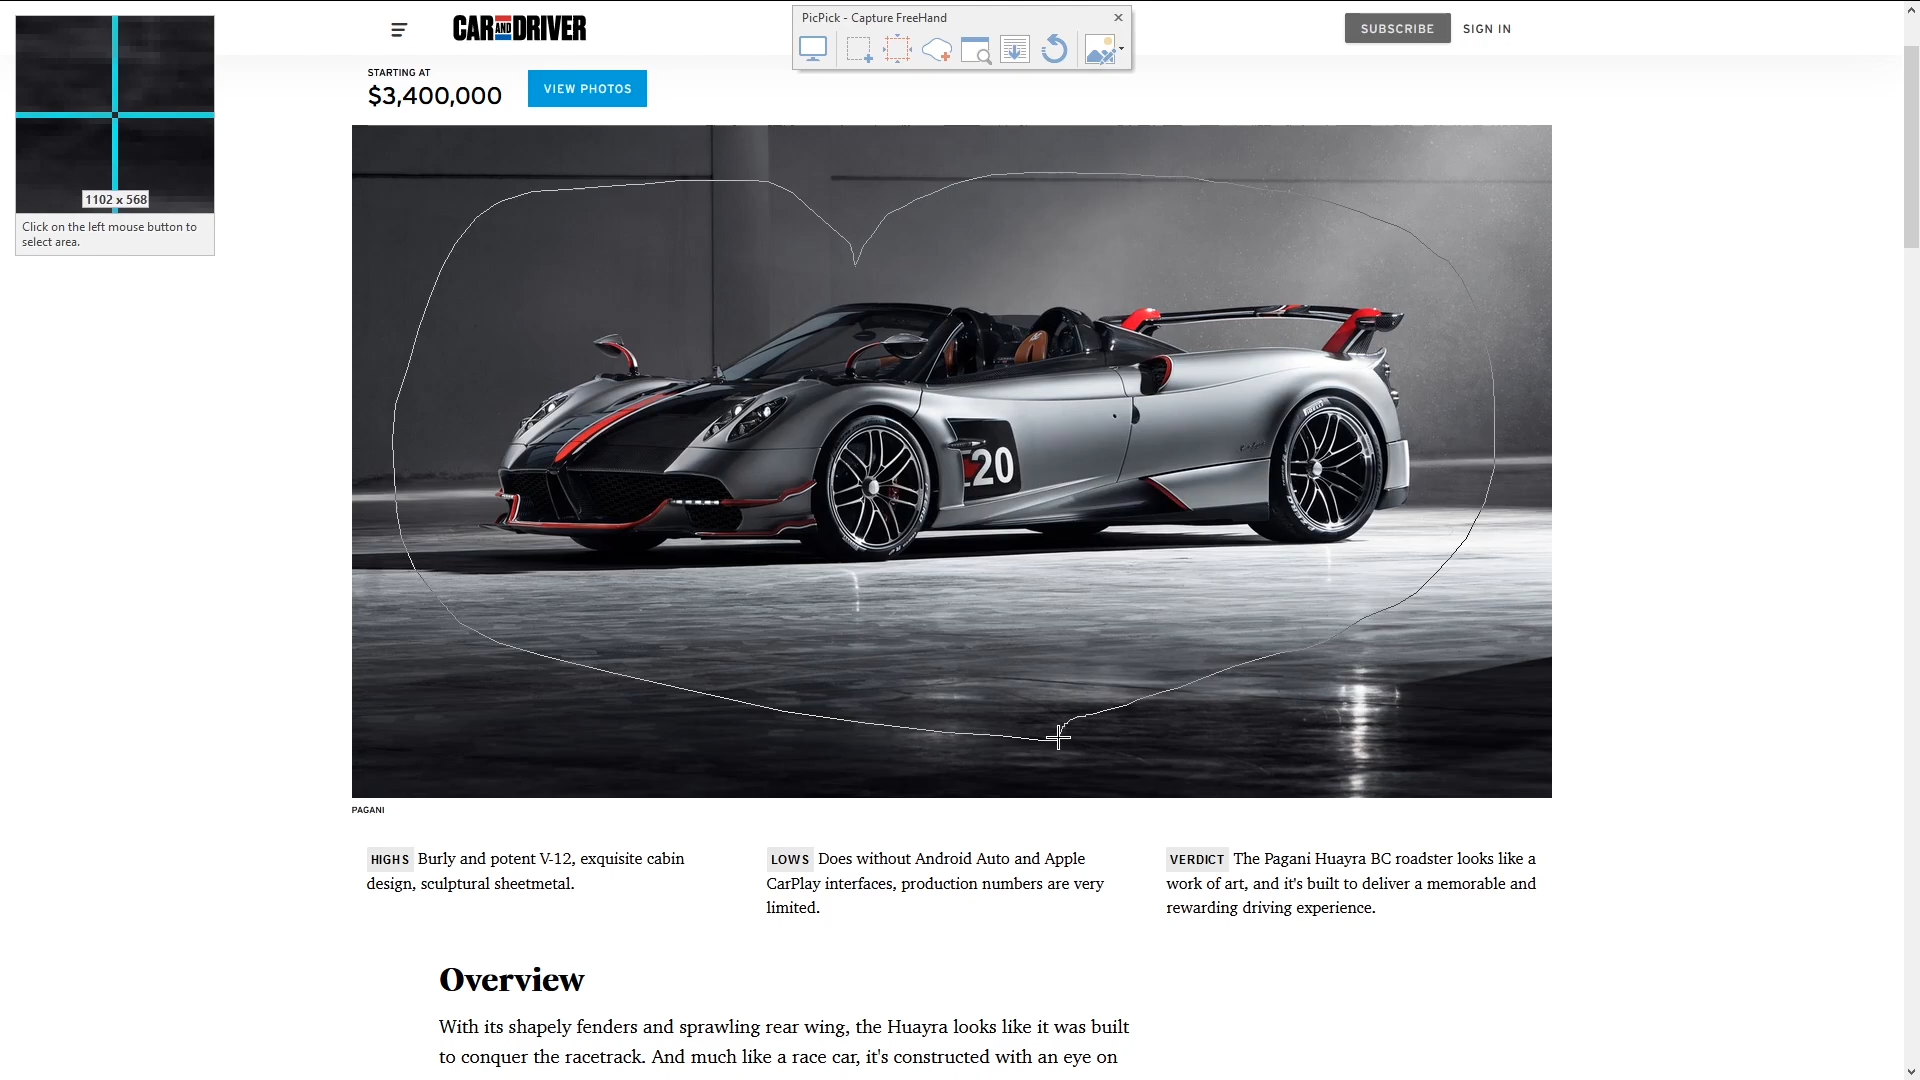 CAR AND DRIVER
PicPick - Capture FreeHand
SUBSCRIBE
SIGN IN
1102 x 568
Click on the left mouse button to
select area.
STARTING AT
$3,400,000
VIEW PHOTOS
20
PAGANI
HIGHS Burly and potent V-12, exquisite cabin
design, sculptural sheetmetal.
LOWS Does without Android Auto and Apple
CarPlay interfaces, production numbers are very
limited.
VERDICT The Pagani Huayra BC roadster looks like a
work of art, and it's built to deliver a memorable and
rewarding driving experience.
Overview
With its shapely fenders and sprawling rear wing, the Huayra looks like it was built
to conquer the racetrack. And much like a race car, it's constructed with an eye on